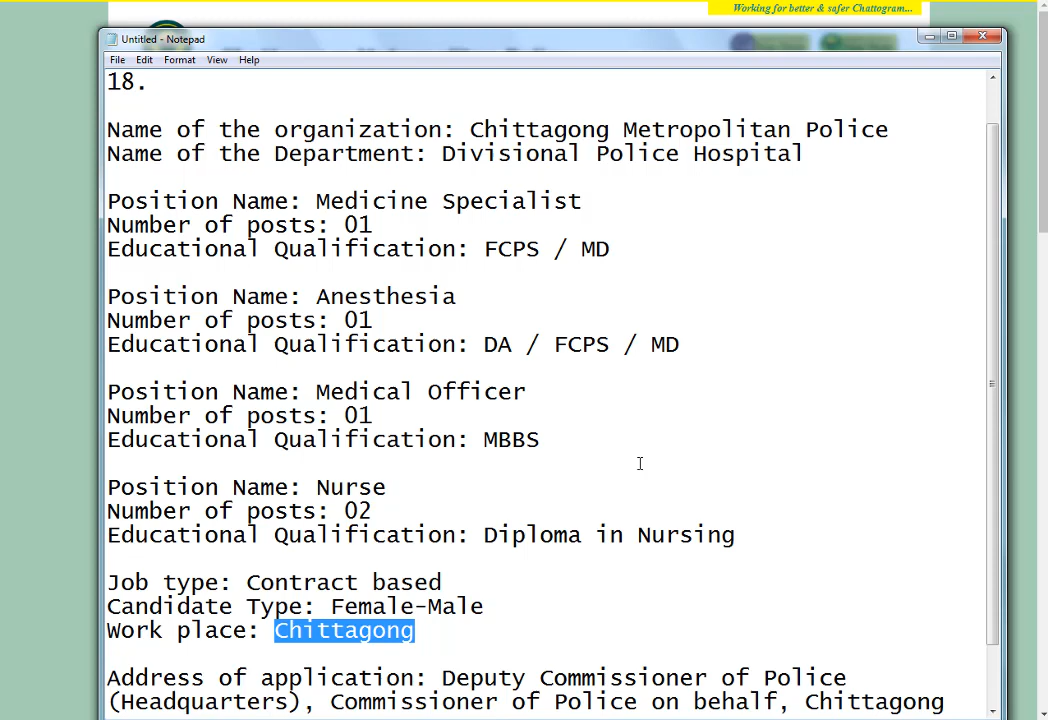 Working for better & safer Chattogram...
Untitled - Notepad
File Edit Format View Help
18.
Name of the organization: Chittagong Metropolitan Police
Name of the Department: Divisional Police Hospital
Position Name: Medicine Specialist
Number of posts: 01
Educational Qualification: FCPS / MD
Position Name: Anesthesia
Number of posts: 01
Educational Qualification: DA / FCPS / MD
Position Name: Medical Officer
Number of posts: 01
Educational Qualification: MBBS
Position Name: Nurse
Number of posts: 02
Educational Qualification: Diploma in Nursing
Job type: Contract based
Candidate Type: Female-Male
Work place: Chittagong
Address of application: Deputy Commissioner of Police
(Headquarters), Commissioner of Police on behalf, Chittagong